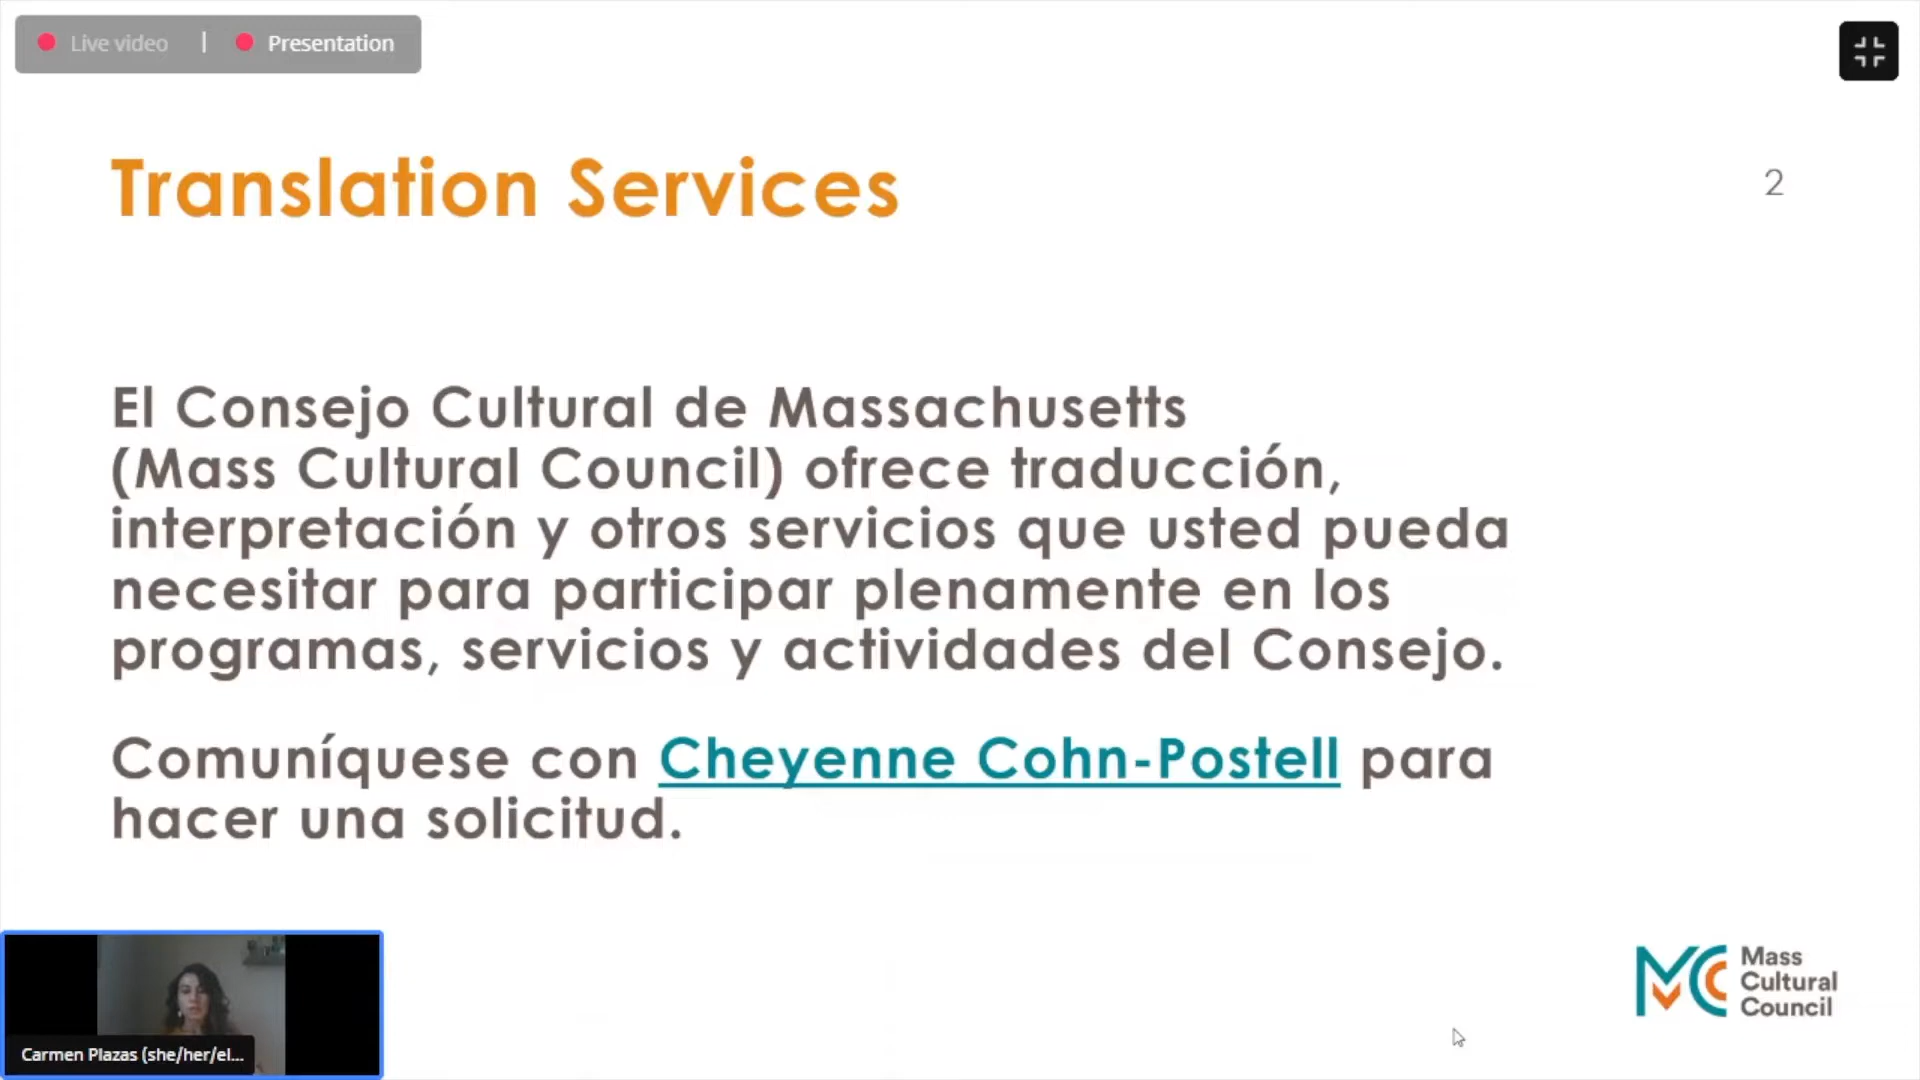 Live video | Presentation
Translation Services
2
El Consejo Cultural de Massachusetts
(Mass Cultural Council) ofrece traducción,
interpretación y otros servicios que usted pueda
necesitar para participar plenamente en los
programas, servicios y actividades del Consejo.
Comuníquese con Cheyenne Cohn-Postell para
hacer una solicitud.
Carmen Plazas (she/her/el...
MCC
Mass
Cultural
Council